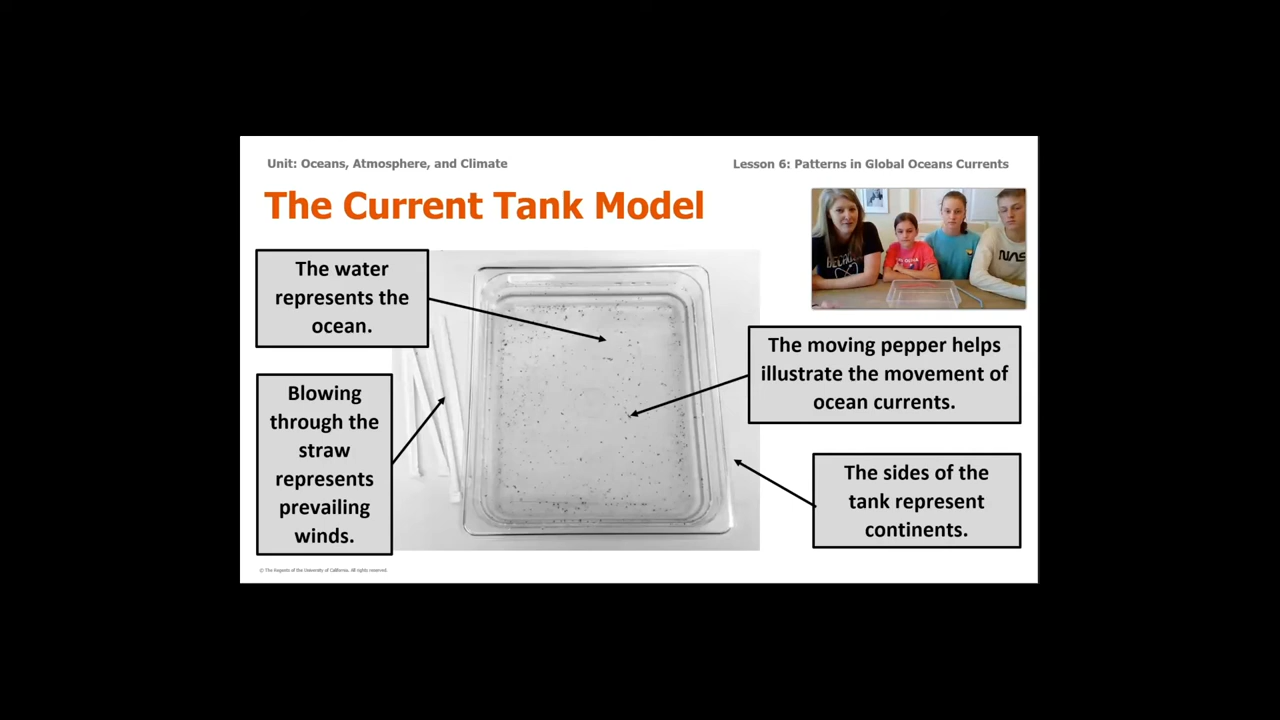 Unit: Oceans, Atmosphere, and Climate
Lesson 6: Patterns in Global Oceans Currents
The Current Tank Model
The water
represents the
ocean.
Blowing
through the
straw
represents
prevailing
winds.
The moving pepper helps
illustrate the movement of
ocean currents.
The sides of the
tank represent
continents.
© The Regents of the University of California. All rights reserved.